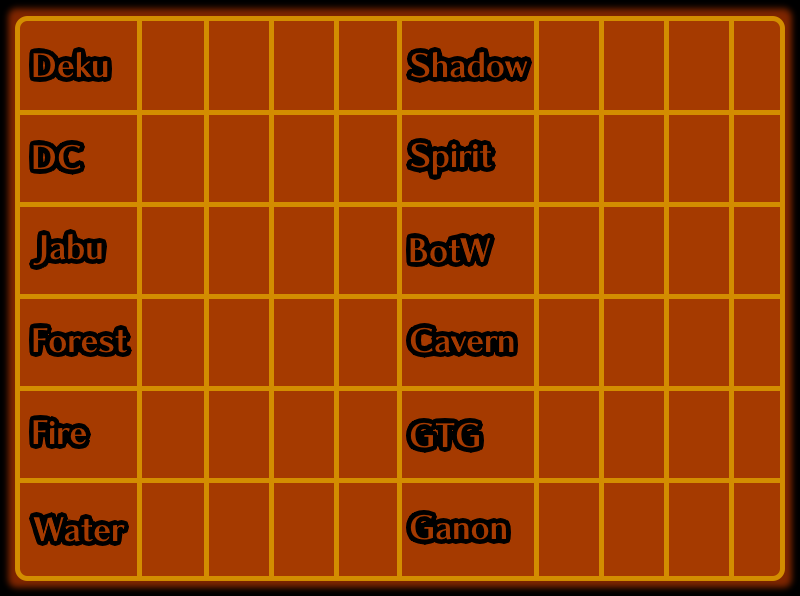 Deku Shadow
DC Spirit
Jabu BotW
Forest Cavern
Fire GTG
Water Ganon